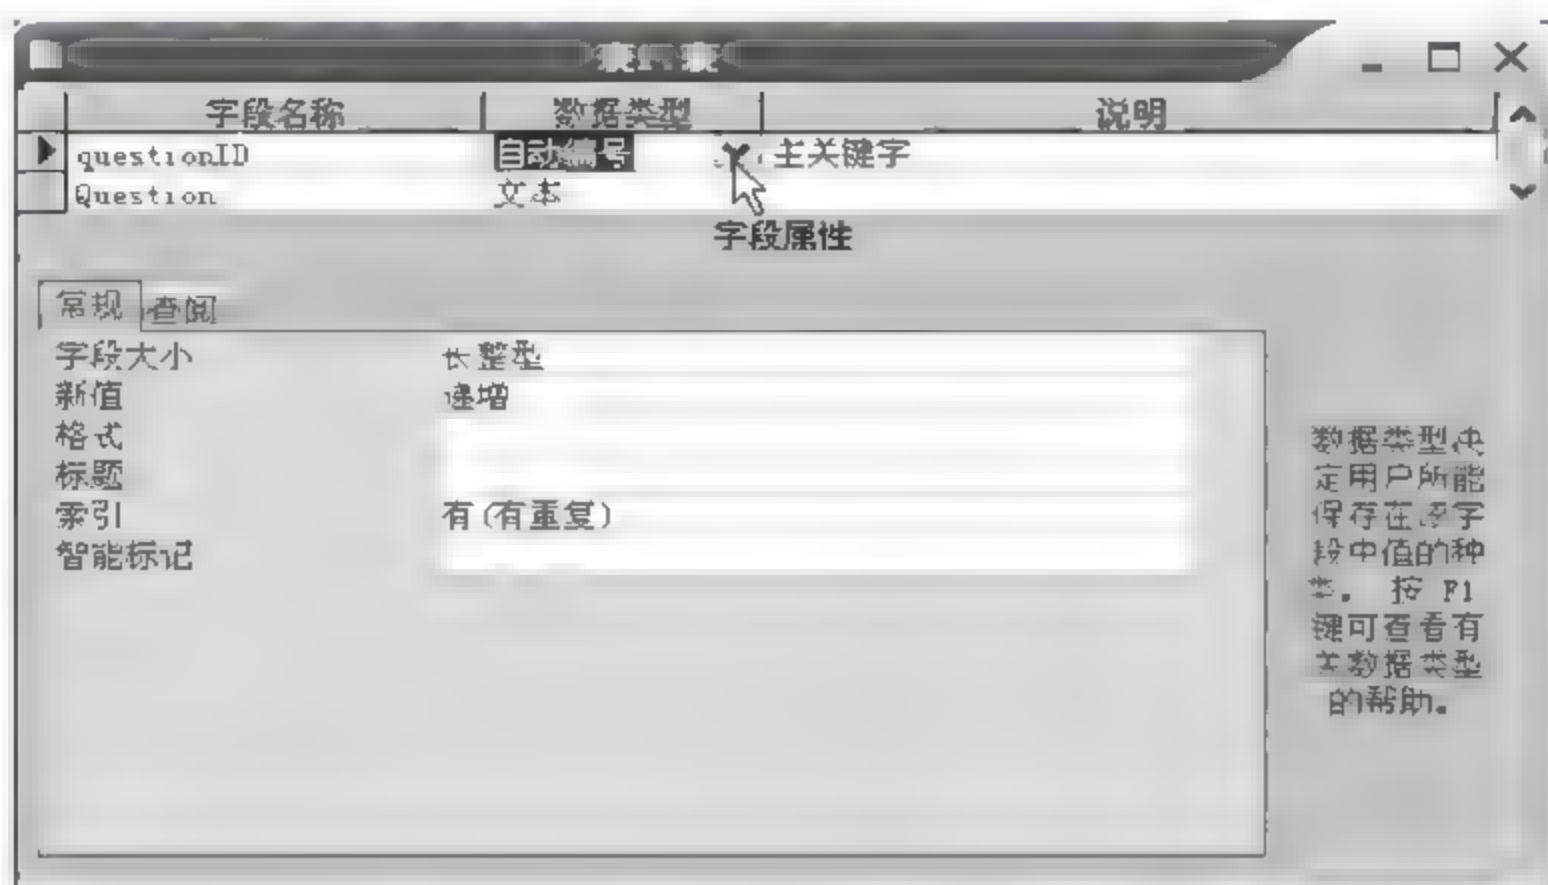 字段名称 数据类型 说明
questionID 自动编号 主关键字
Question 文本
字段属性
常规 查阅
字段大小 长整型
新值 递增
格式
标题
索引 有(有重复)
智能标记
数据类型决
定用户所能
保存在该字
段中值的种
类。 按 F1
键可查看有
关数据类型
的帮助。